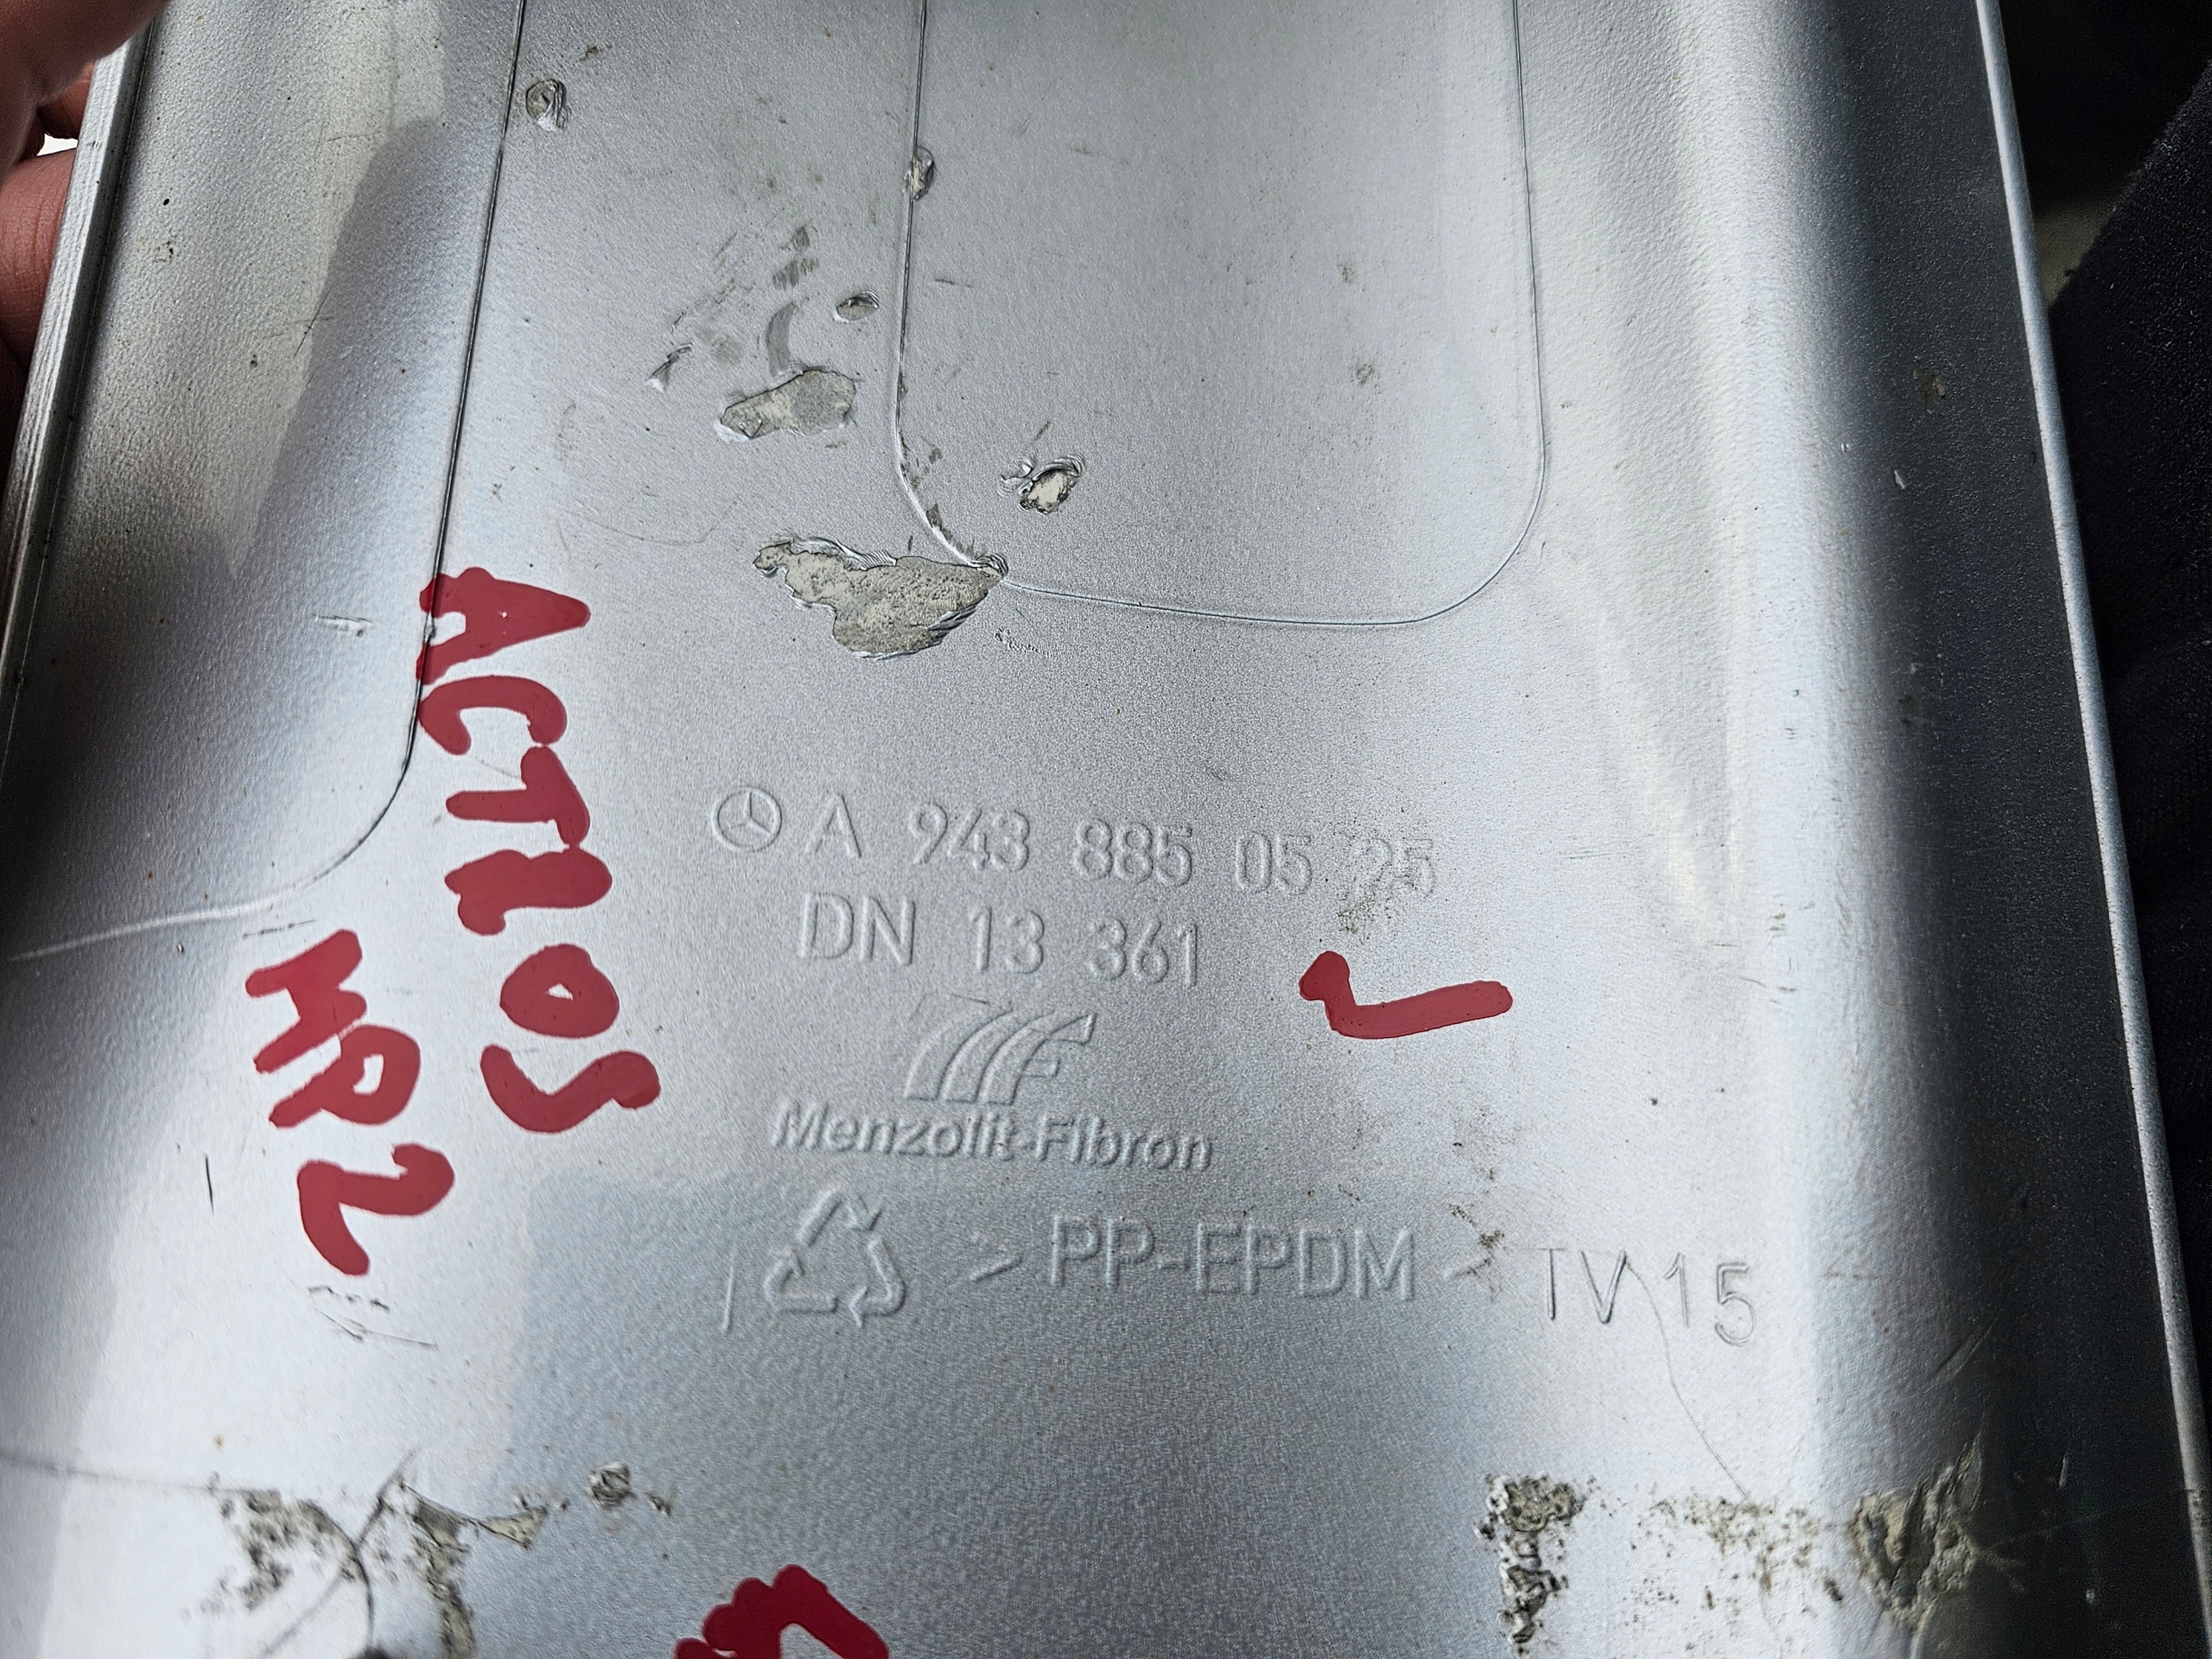 A 943 885 05 25
DN 13 361
Menzolit-Fibron
> PP-EPDM < TV 15
ACTROS
MP2